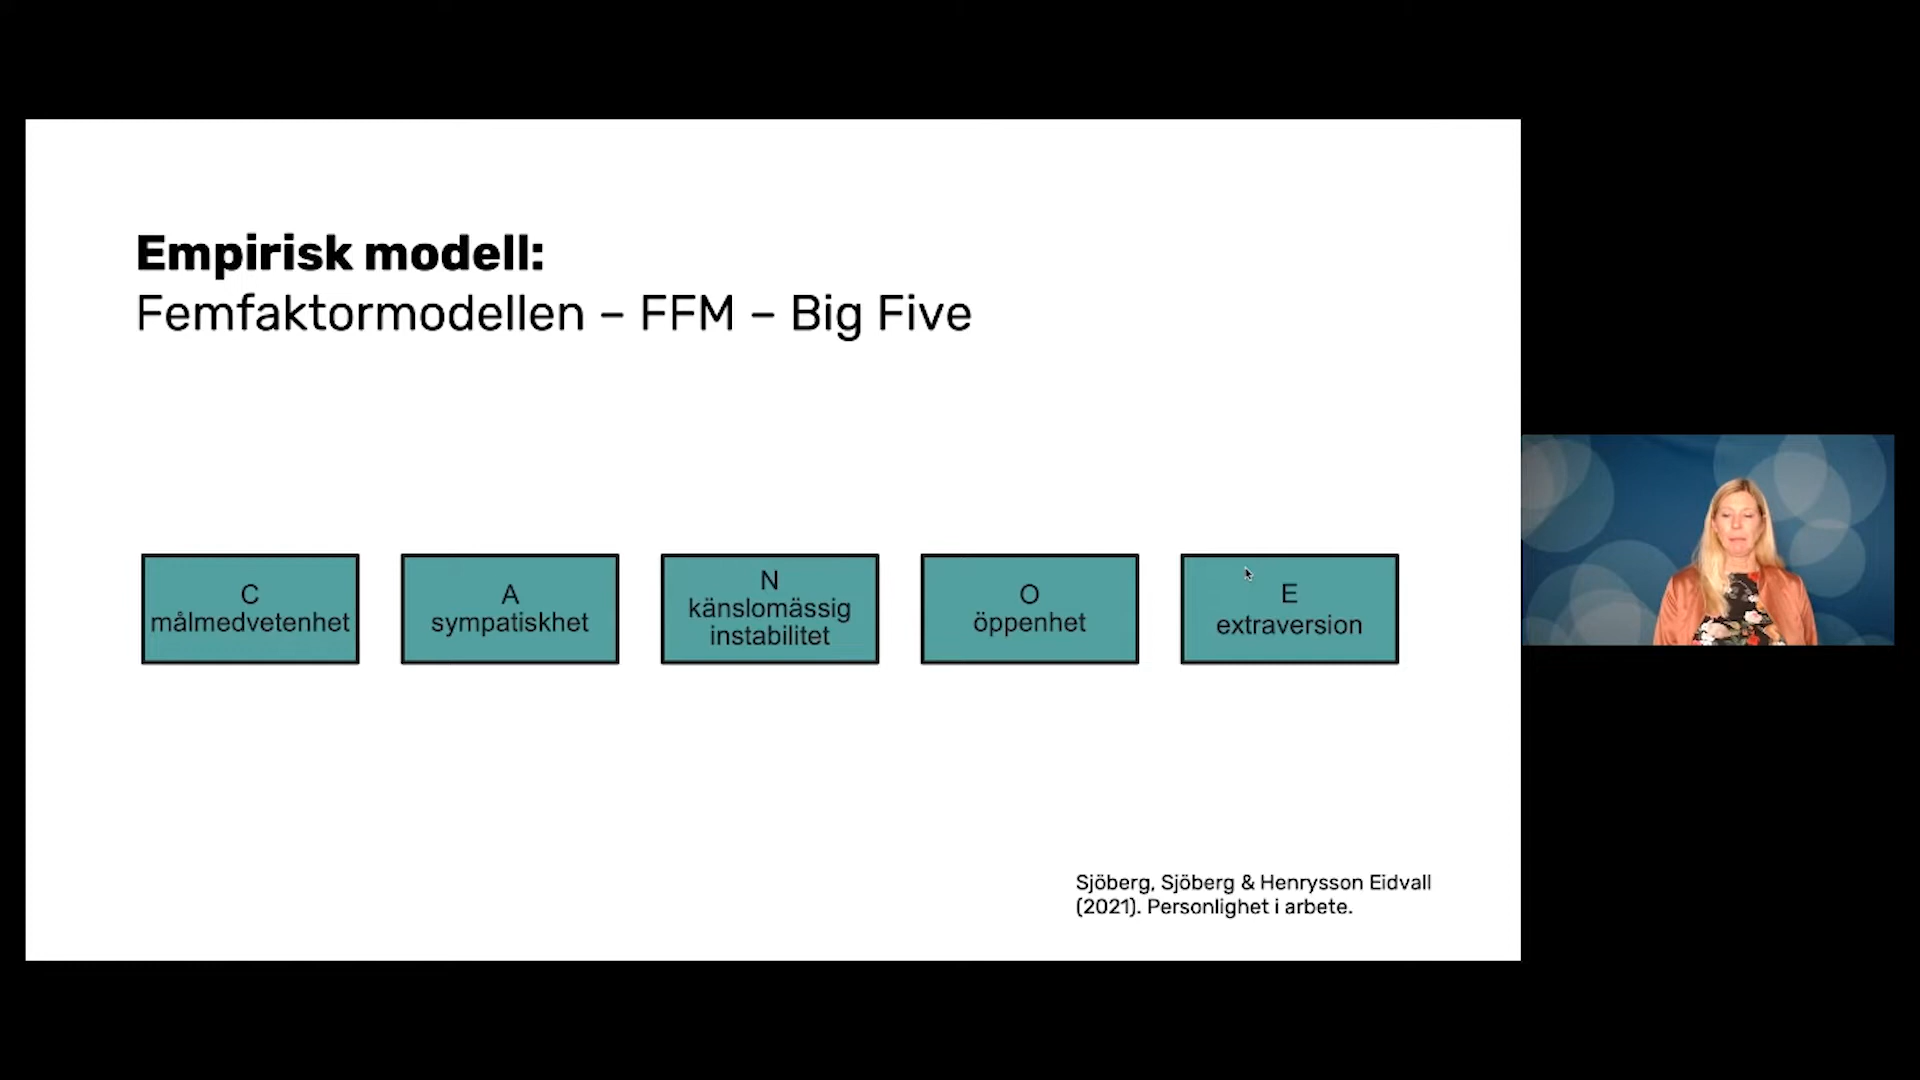 Empirisk modell:
Femfaktormodellen – FFM – Big Five
C
målmedvetenhet
A
sympatiskhet
N
känslomässig
instabilitet
O
öppenhet
E
extraversion
Sjöberg, Sjöberg & Henrysson Eidvall
(2021). Personlighet i arbete.